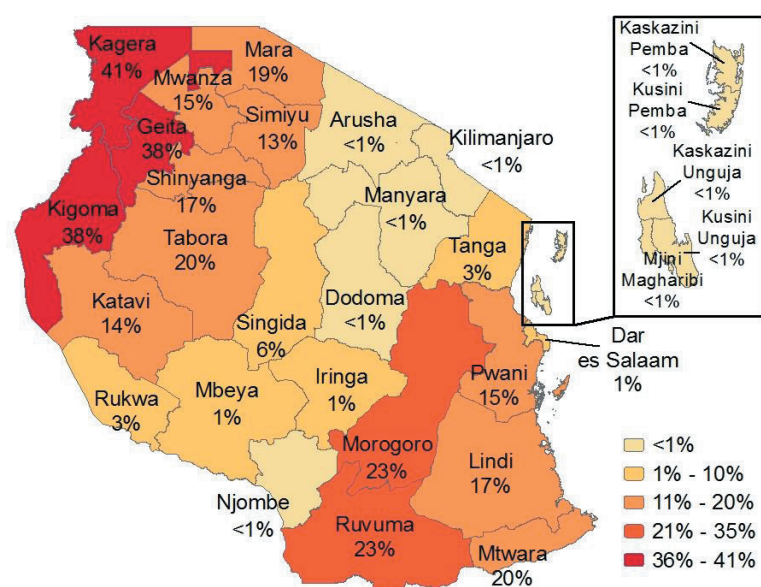 Kagera
41%
Mara
19%
Mwanza
15%
Simiyu
13%
Geita
38%
Shinyanga
17%
Kigoma
38%
Tabora
20%
Katavi
14%
Arusha
<1%
Kilimanjaro
<1%
Manyara
<1%
Tanga
3%
Dodoma
<1%
Singida
6%
Rukwa
3%
Mbeya
1%
Iringa
1%
Njombe
<1%
Morogoro
23%
Ruvuma
23%
Pwani
15%
Lindi
17%
Mtwara
20%
Dar
es Salaam
1%
Kaskazini
Pemba
<1%
Kusini
Pemba
<1%
Kaskazini
Unguja
<1%
Kusini
Unguja
<1%
Mjini
Magharibi
<1%
<1%
1% - 10%
11% - 20%
21% - 35%
36% - 41%